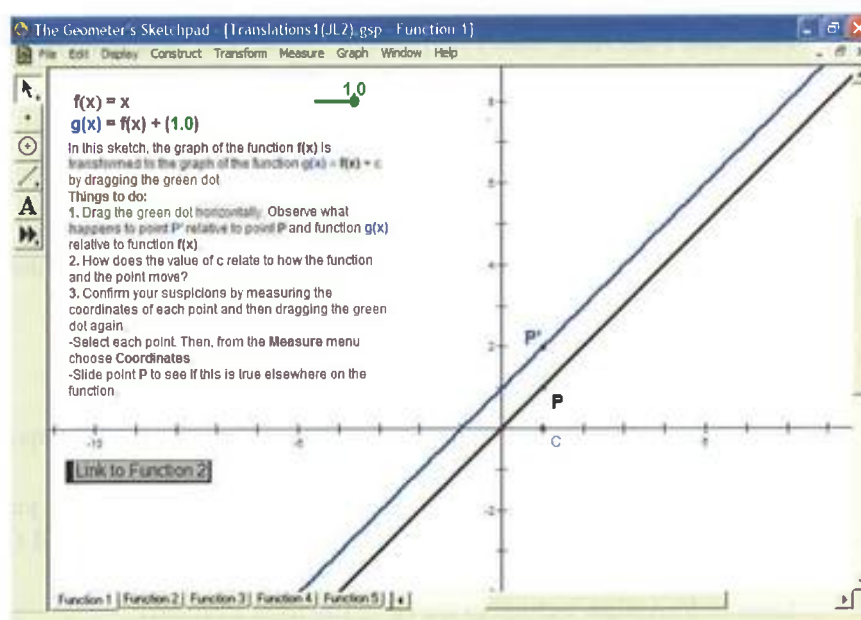 The Geometer's Sketchpad - [Translations1(JL2).gsp - Function 1]
File Edit Display Construct Transform Measure Graph Window Help
1.0
f(x) = x
g(x) = f(x) + (1.0)
In this sketch, the graph of the function f(x) is
transformed to the graph of the function g(x) = f(x) + c
by dragging the green dot
Things to do:
1. Drag the green dot horizontally. Observe what
happens to point P' relative to point P and function g(x)
relative to function f(x)
2. How does the value of c relate to how the function
and the point move?
3. Confirm your suspicions by measuring the
coordinates of each point and then dragging the green
dot again
-Select each point. Then, from the Measure menu
choose Coordinates
-Slide point P to see if this is true elsewhere on the
function
A
4
P'
2
P
-10
C
-2
Link to Function 2
Function 1 Function 2 Function 3 Function 4 Function 5